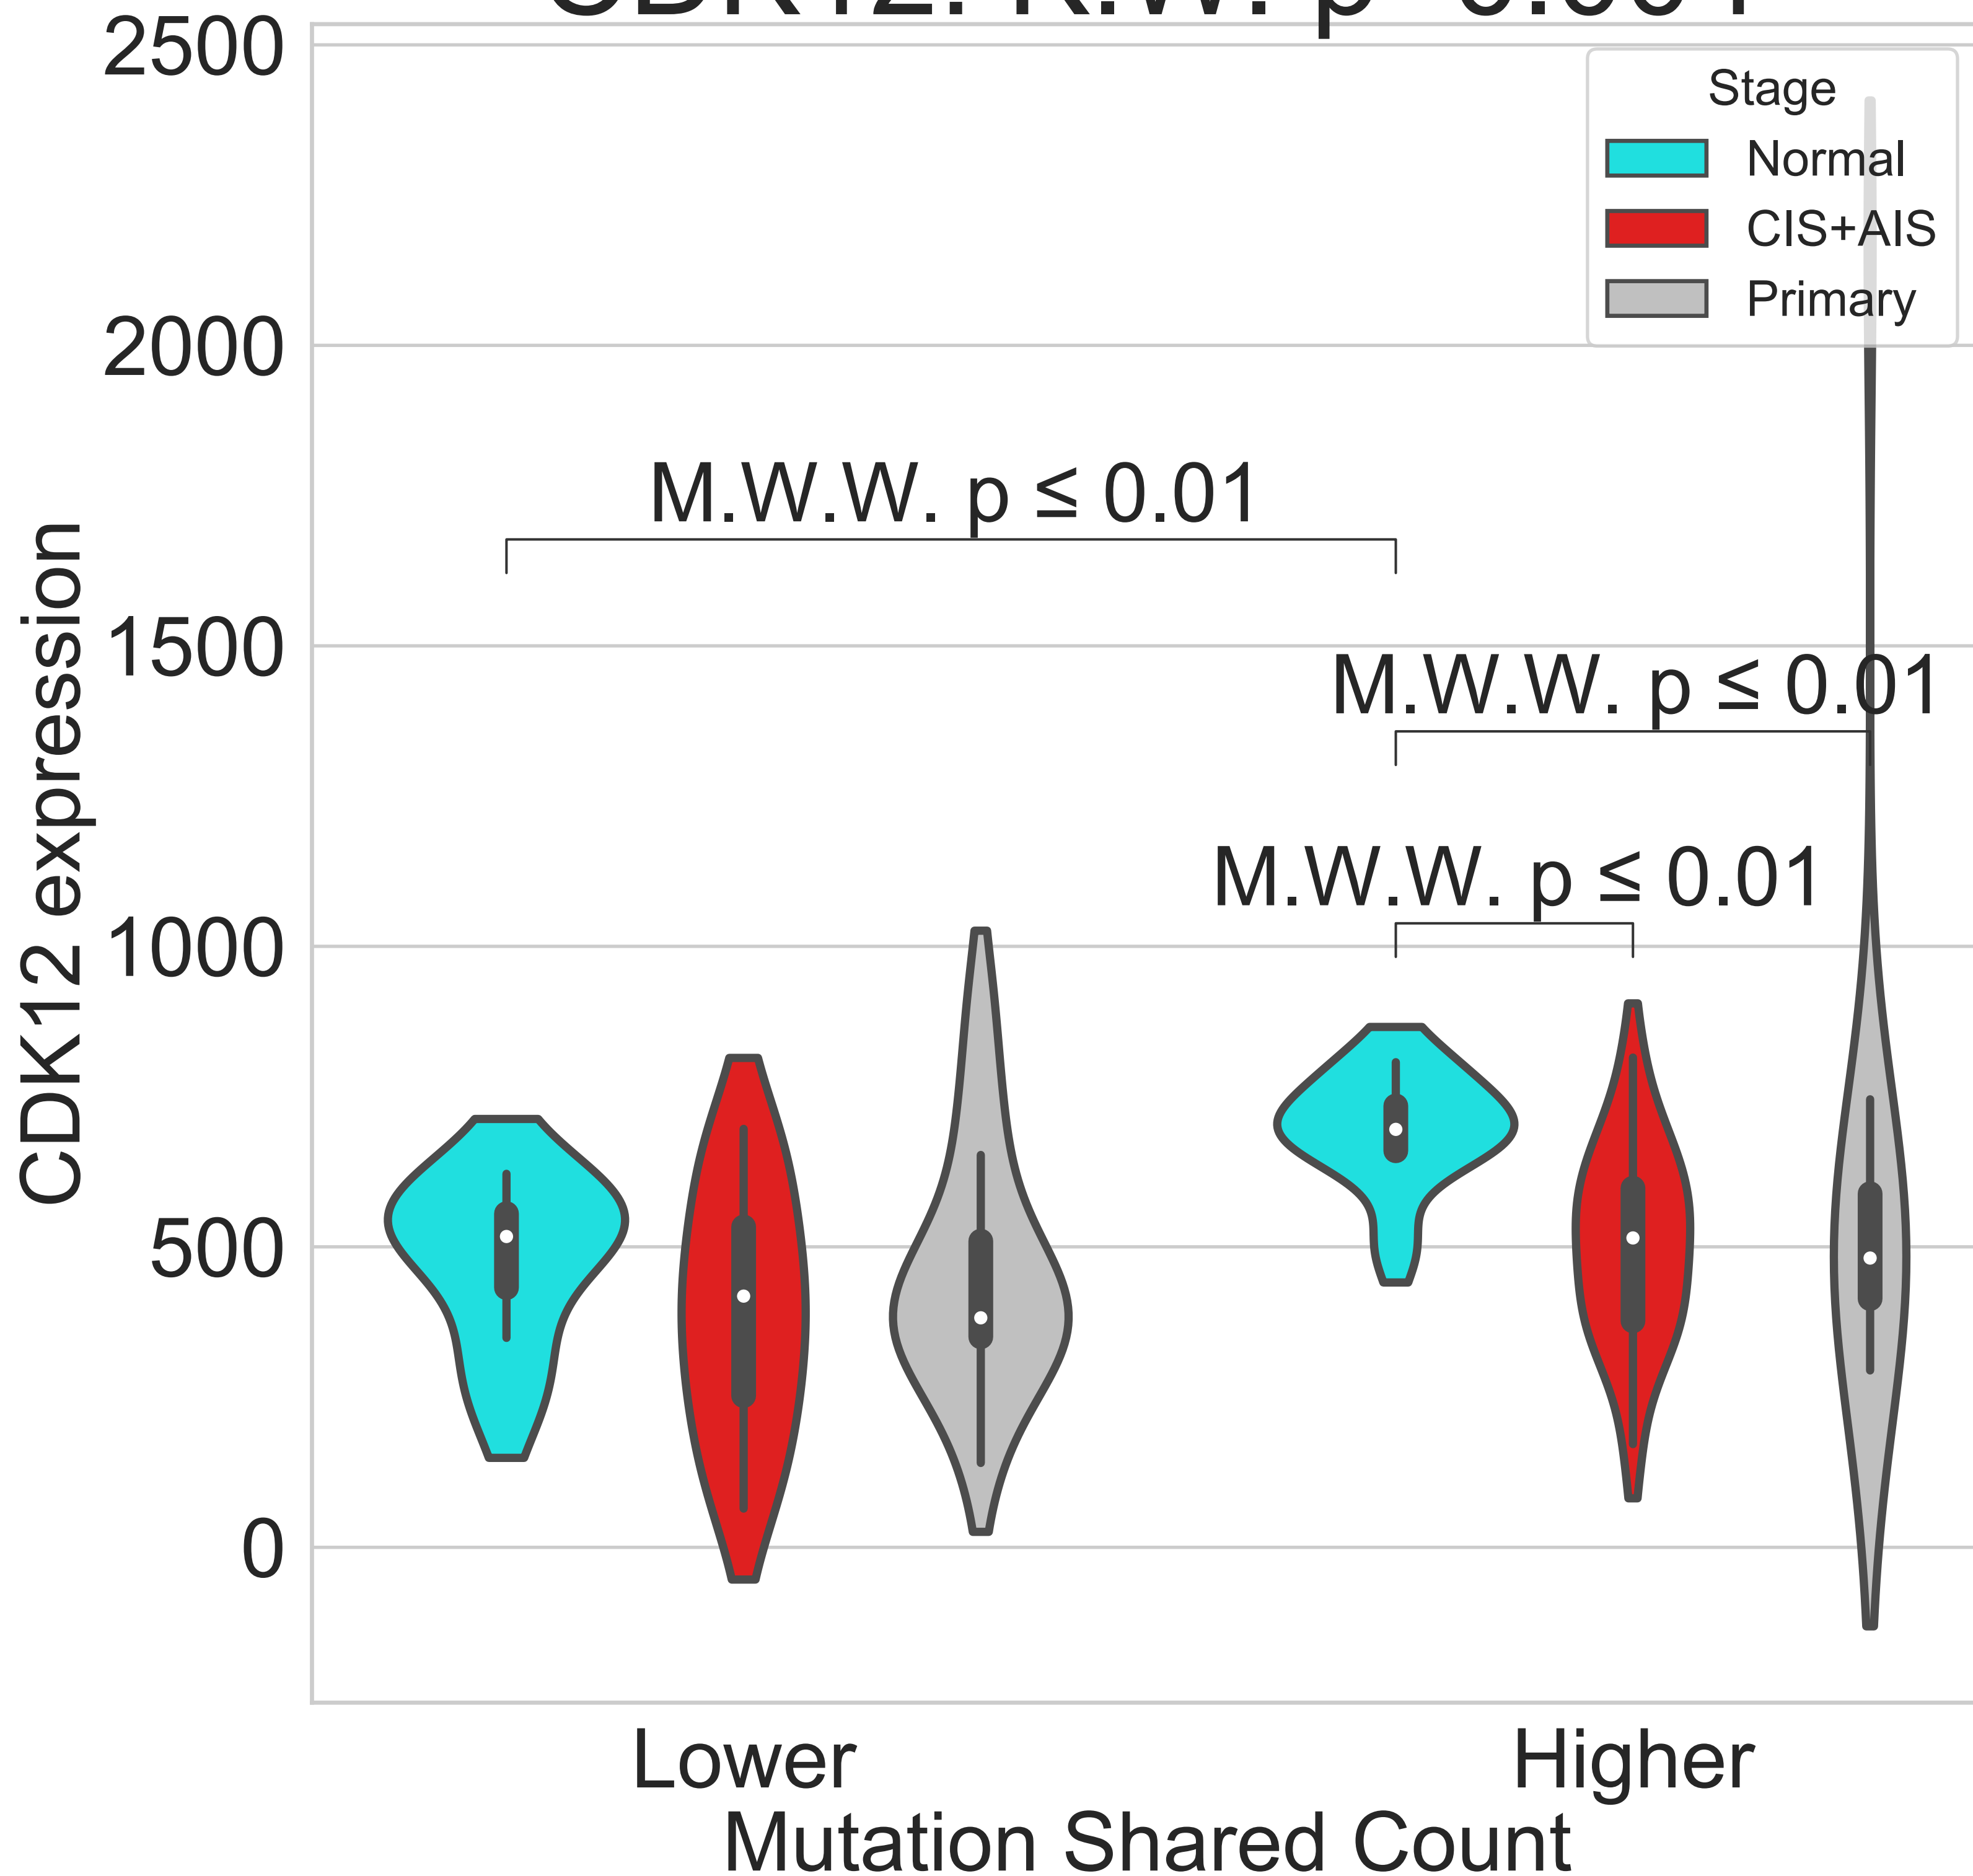 2500
2000
1500
1000
500
0
CDK12 expression
Stage
Normal
CIS+AIS
Primary
M.W.W. p ≤ 0.01
M.W.W. p ≤ 0.01
M.W.W. p ≤ 0.01
Lower
Higher
Mutation Shared Count